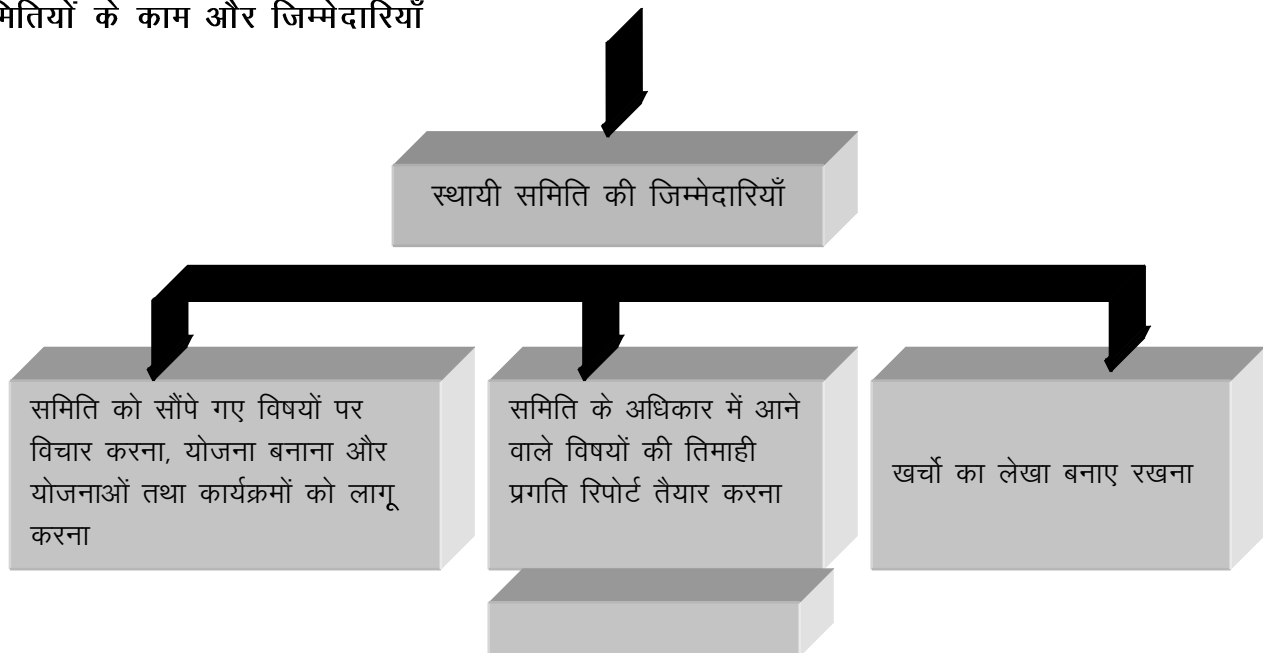 मितियों के काम और जिम्मेदारियाँ
स्थायी समिति की जिम्मेदारियाँ
समिति को सौंपे गए विषयों पर
विचार करना, योजना बनाना और
योजनाओं तथा कार्यक्रमों को लागू
करना
समिति के अधिकार में आने
वाले विषयों की तिमाही
प्रगति रिपोर्ट तैयार करना
खर्चो का लेखा बनाए रखना